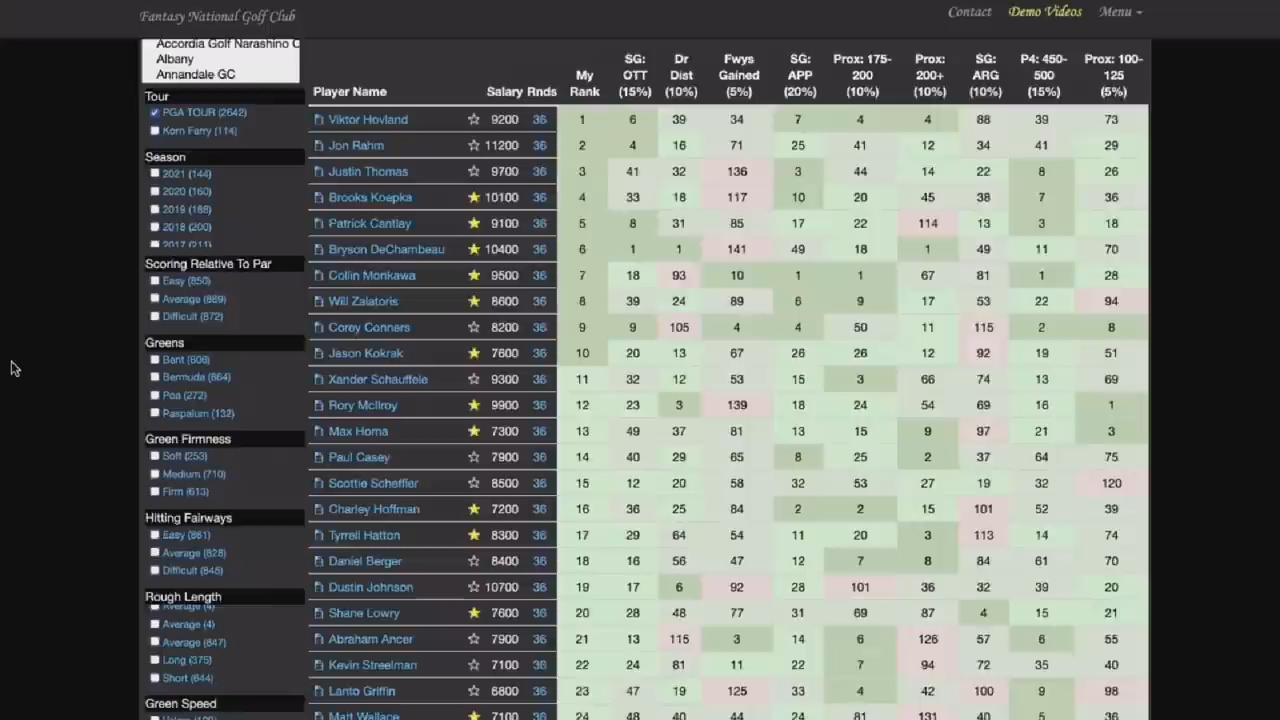 Fantasy National Golf Club
Contact Demo Videos Menu
Accordia Golf Narashino C
Albany
Annandale GC
Tour
PGA TOUR (2642)
Korn Ferry (114)
Season
2021 (144)
2020 (160)
2019 (188)
2018 (200)
2017 (211)
Scoring Relative To Par
Easy (850)
Average (889)
Difficult (872)
Greens
Bent (806)
Bermuda (864)
Poa (272)
Paspalum (132)
Green Firmness
Soft (253)
Medium (710)
Firm (613)
Hitting Fairways
Easy (861)
Average (828)
Difficult (845)
Rough Length
Average (4)
Average (4)
Average (847)
Long (375)
Short (644)
Green Speed
Player Name Salary Rnds My Rank SG: OTT (15%) Dr Dist (10%) Fwys Gained (5%) SG: APP (20%) Prox: 175-200 (10%) Prox: 200+ (10%) SG: ARG (10%) P4: 450-500 (15%) Prox: 100-125 (5%)
Viktor Hovland 9200 36 1 6 39 34 7 4 4 88 39 73
Jon Rahm 11200 36 2 4 16 71 25 41 12 34 41 29
Justin Thomas 9700 36 3 41 32 136 3 44 14 22 8 26
Brooks Koepka 10100 36 4 33 18 117 10 20 45 38 7 36
Patrick Cantlay 9100 36 5 8 31 85 17 22 114 13 3 18
Bryson DeChambeau 10400 36 6 1 1 141 49 18 1 49 11 70
Collin Morikawa 9500 36 7 18 93 10 1 1 67 81 1 28
Will Zalatoris 8600 36 8 39 24 89 6 9 17 53 22 94
Corey Conners 8200 36 9 9 105 4 4 50 11 115 2 8
Jason Kokrak 7600 36 10 20 13 67 26 26 12 92 19 51
Xander Schauffele 9300 36 11 32 12 53 15 3 66 74 13 69
Rory McIlroy 9900 36 12 23 3 139 18 24 54 69 16 1
Max Homa 7300 36 13 49 37 81 13 15 9 97 21 3
Paul Casey 7900 36 14 40 29 65 8 25 2 37 64 75
Scottie Scheffler 8500 36 15 12 20 58 32 53 27 19 32 120
Charley Hoffman 7200 36 16 36 25 84 2 2 15 101 52 39
Tyrrell Hatton 8300 36 17 29 64 54 11 20 3 113 14 74
Daniel Berger 8400 36 18 16 56 47 12 7 8 84 61 70
Dustin Johnson 10700 36 19 17 6 92 28 101 36 32 39 20
Shane Lowry 7600 36 20 28 48 77 31 69 87 4 15 21
Abraham Ancer 7900 36 21 13 115 3 14 6 126 57 6 55
Kevin Streelman 7100 36 22 24 81 11 22 7 94 72 35 40
Lanto Griffin 6800 36 23 47 19 125 33 4 42 100 9 98
Matt Wallace 7100 36 24 48 40 44 24 81 131 40 5 36